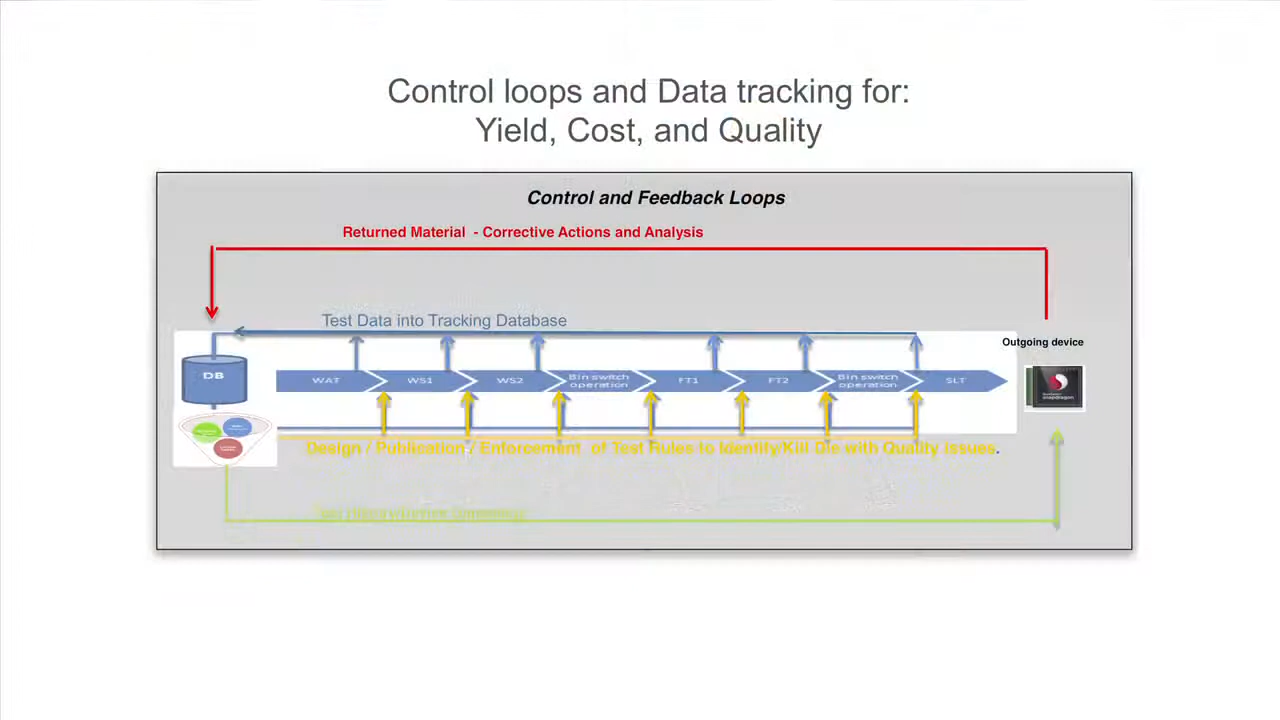 Control loops and Data tracking for:
Yield, Cost, and Quality
Control and Feedback Loops
Returned Material - Corrective Actions and Analysis
Test Data into Tracking Database
Outgoing device
DB
WAT
WS1
WS2
Bin switch
operation
FT1
FT2
Bin switch
operation
SLT
snapdragon
Design / Publication / Enforcement of Test Rules to Identify/Kill Die with Quality issues.